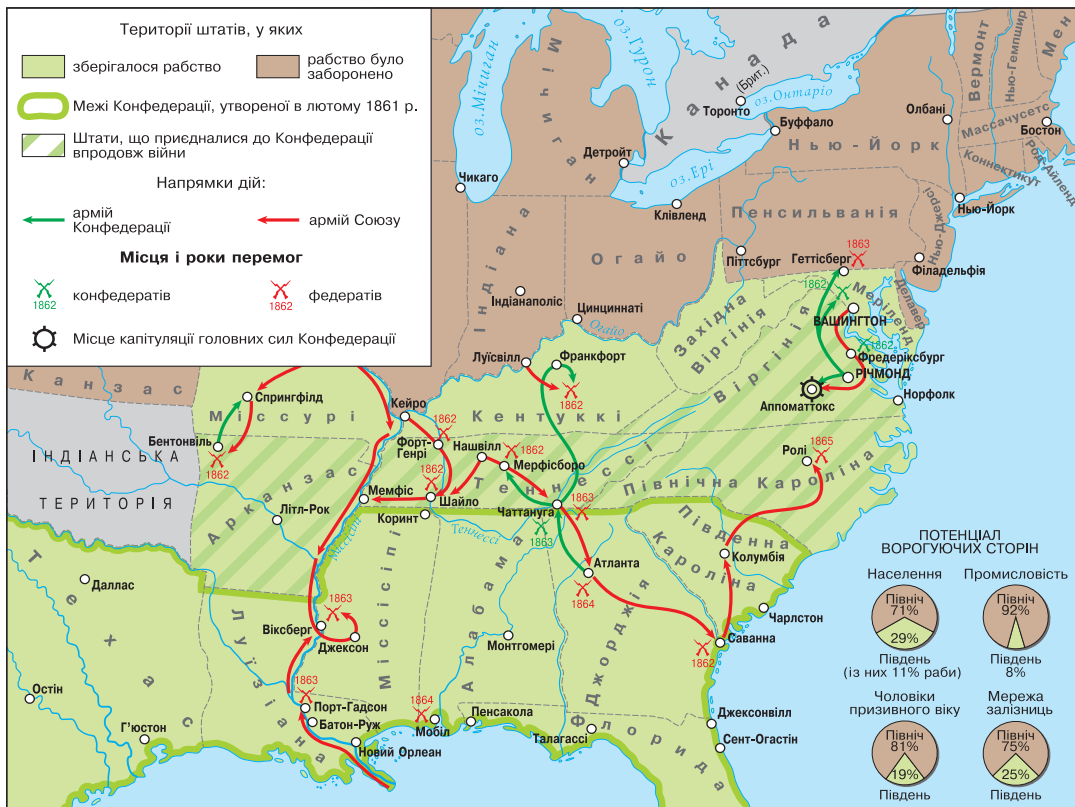 Території штатів, у яких
зберігалося рабство
рабство було
заборонено
Межі Конфедерації, утвореної в лютому 1861 р.
Штати, що приєдналися до Конфедерації
впродовж війни
Напрямки дій:
армій
Конфедерації
армій Союзу
Місця і роки перемог
1862
конфедератів
1862
федератів
Місце капітуляції головних сил Конфедерації
оз.Мічиган
Мічиган
оз.Гурон
Канада
(Брит.)
Торонто
оз.Онтаріо
Буффало
Олбані
Вермонт
Нью-Гемпшир
Мен
Массачусетс
Бостон
Коннектикут
Род-Айленд
Детройт
оз.Ері
Нью-Йорк
Чикаго
Клівленд
Нью-Йорк
Пенсильванія
Нью-Джерсі
Індіана
Огайо
Піттсбург
Геттісберг
1863
Філадельфія
Індіанаполіс
1862
Меріленд
Делавер
Цинциннаті
Огайо
Західна
Віргінія
Віргінія
ВАШИНГТОН
1862
Фредеріксбург
РІЧМОНД
Аппоматтокс
Норфолк
Канзас
Луїсвілл
Франкфорт
1862
Спрингфілд
Міссурі
Кейро
Кентуккі
Бентонвіль
1862
Форт-
Генрі
1862
Нашвілл
1862
Мерфісборо
Ролі
1865
ІНДІАНСЬКА
ТЕРИТОРІЯ
Арканзас
1862
Теннессі
Північна Кароліна
Мемфіс
Шайло
Чаттануга
1863
Літл-Рок
Коринт
Теннессі
1863
Південна
Кароліна
Колумбія
Міссісіпі
Атланта
1864
Чарлстон
Техас
Даллас
Луїзіана
1863
Віксберг
Джексон
Міссісіпі
Алабама
Монтгомері
Джорджія
Саванна
1862
Остін
1863
Порт-Гадсон
Батон-Руж
1864
Мобіл
Пенсакола
Джексонвілл
Г’юстон
Новий Орлеан
Талагассі
Флорида
Сент-Огастін
ПОТЕНЦІАЛ
ВОРОГУЮЧИХ СТОРІН
Населення
Північ
71%
29%
Південь
(із них 11% раби)
Промисловість
Північ
92%
Південь
8%
Чоловіки
призивного віку
Північ
81%
19%
Південь
Мережа
залізниць
Північ
75%
25%
Південь